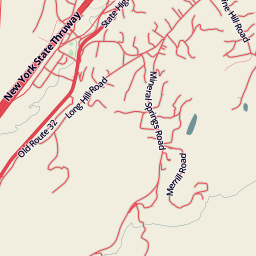 New York State Thruway
State High
ne Hill Road
Long Hill Road
Mineral Springs Road
Old Route 32
Merrill Road